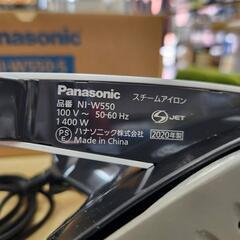 Panasonic
NI-W550-S
Panasonic スチームアイロン
品番 NI-W550
100 V ~ 50-60 Hz
1 400 W
S JET
PS E パナソニック株式会社 2020年製
Made in China